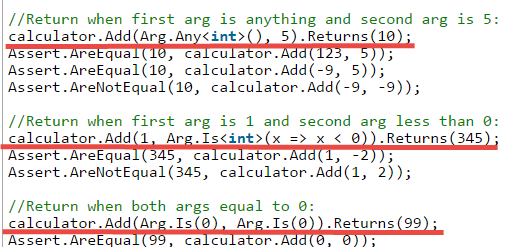 //Return when first arg is anything and second arg is 5:
calculator.Add(Arg.Any<int>(), 5).Returns(10);
Assert.AreEqual(10, calculator.Add(123, 5));
Assert.AreEqual(10, calculator.Add(-9, 5));
Assert.AreNotEqual(10, calculator.Add(-9, -9));
//Return when first arg is 1 and second arg less than 0:
calculator.Add(1, Arg.Is<int>(x => x < 0)).Returns(345);
Assert.AreEqual(345, calculator.Add(1, -2));
Assert.AreNotEqual(345, calculator.Add(1, 2));
//Return when both args equal to 0:
calculator.Add(Arg.Is(0), Arg.Is(0)).Returns(99);
Assert.AreEqual(99, calculator.Add(0, 0));